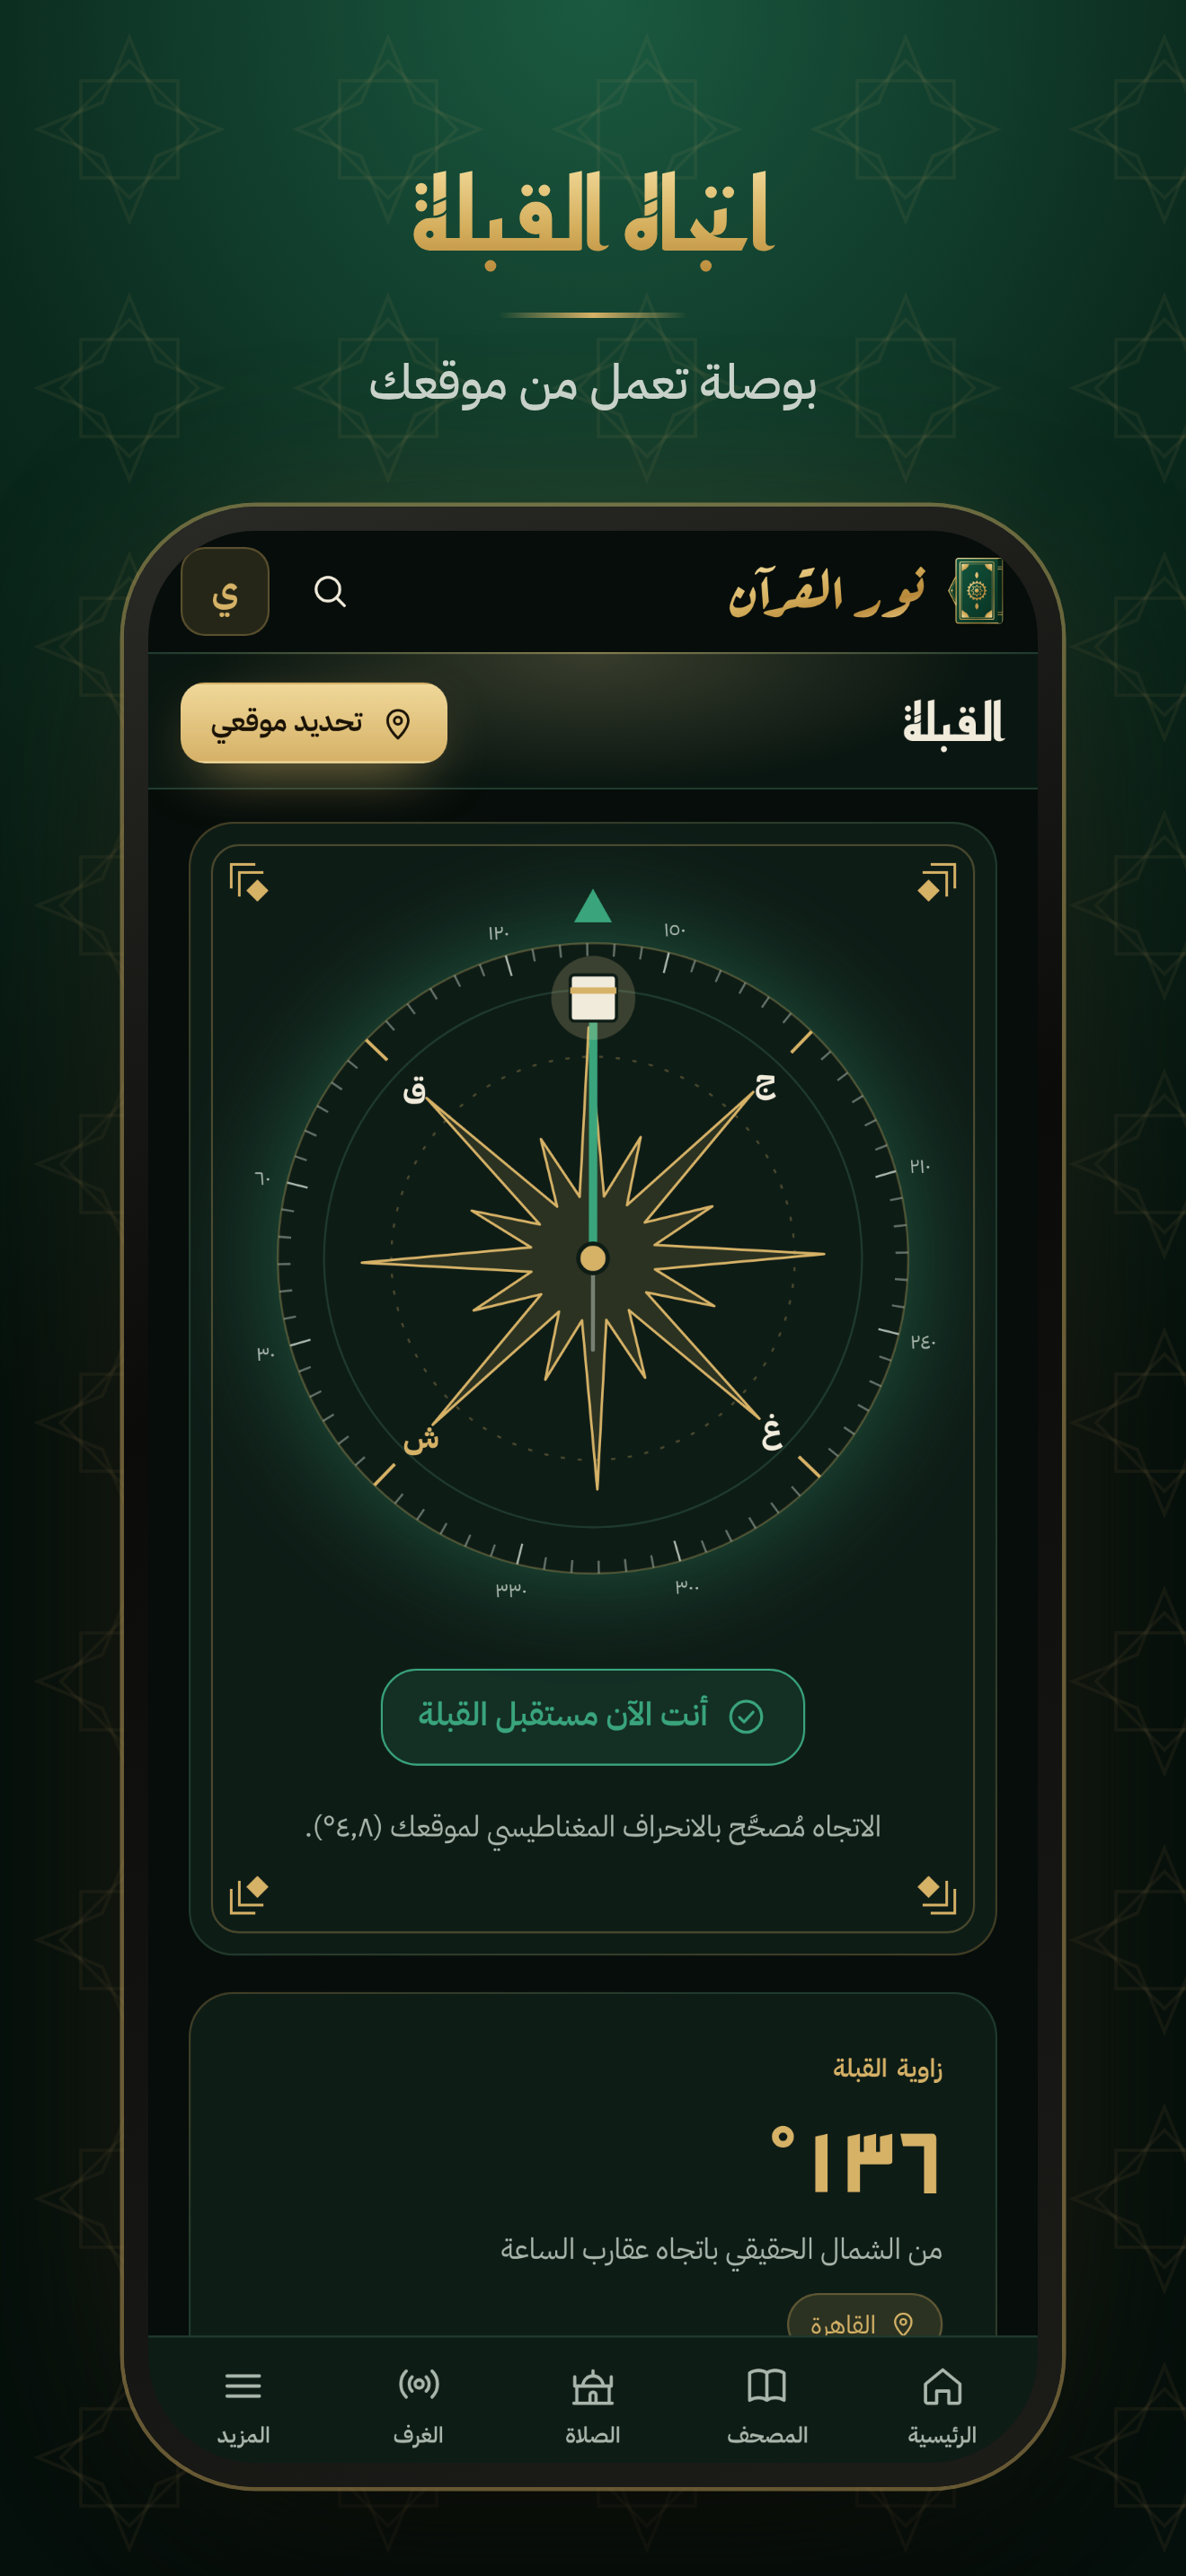 اتجاه القبلة
بوصلة تعمل من موقعك
نور القرآن
ي
القبلة
تحديد موقعي
١٥٠
١٢٠
ج
ق
٢١٠
٦٠
٢٤٠
٣٠
غ
ش
٣٠٠
٣٣٠
أنت الآن مستقبل القبلة
الاتجاه مُصحَّح بالانحراف المغناطيسي لموقعك (٤,٨°).
زاوية القبلة
١٣٦°
من الشمال الحقيقي باتجاه عقارب الساعة
القاهرة
الرئيسية
المصحف
الصلاة
الغرف
المزيد